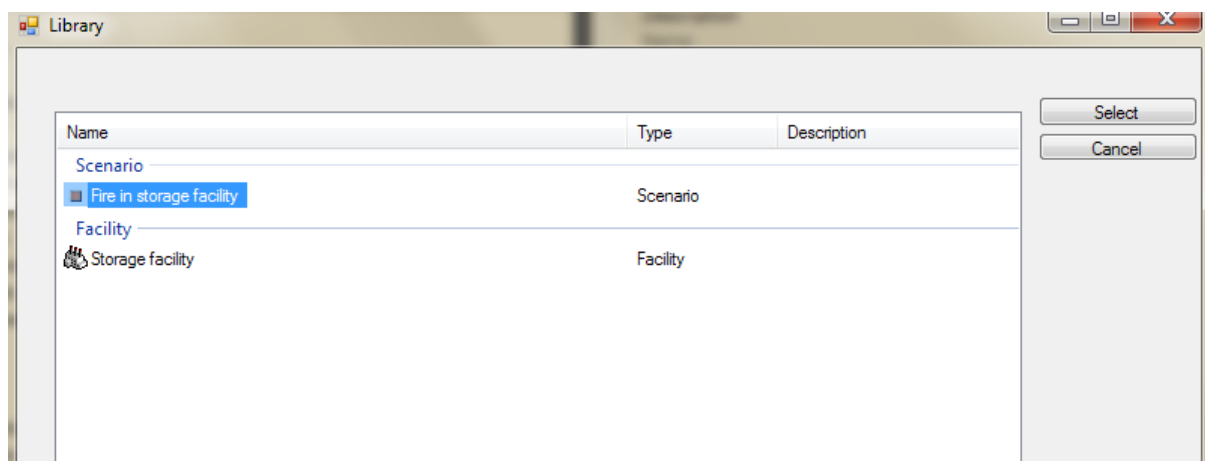 Library
Name Type Description
Select
Cancel
Scenario
Fire in storage facility Scenario
Facility
Storage facility Facility